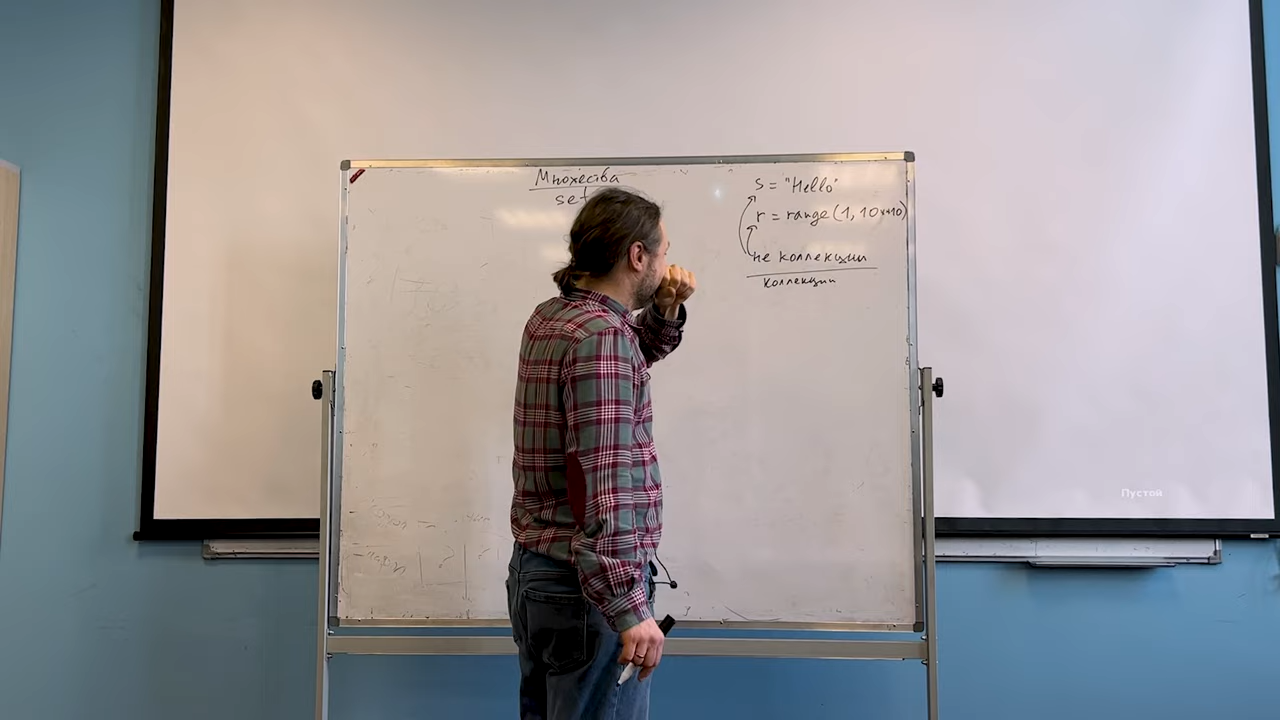 Множества
set
s = "Hello"
r = range(1, 10**10)
не коллекции
коллекции
Пустой